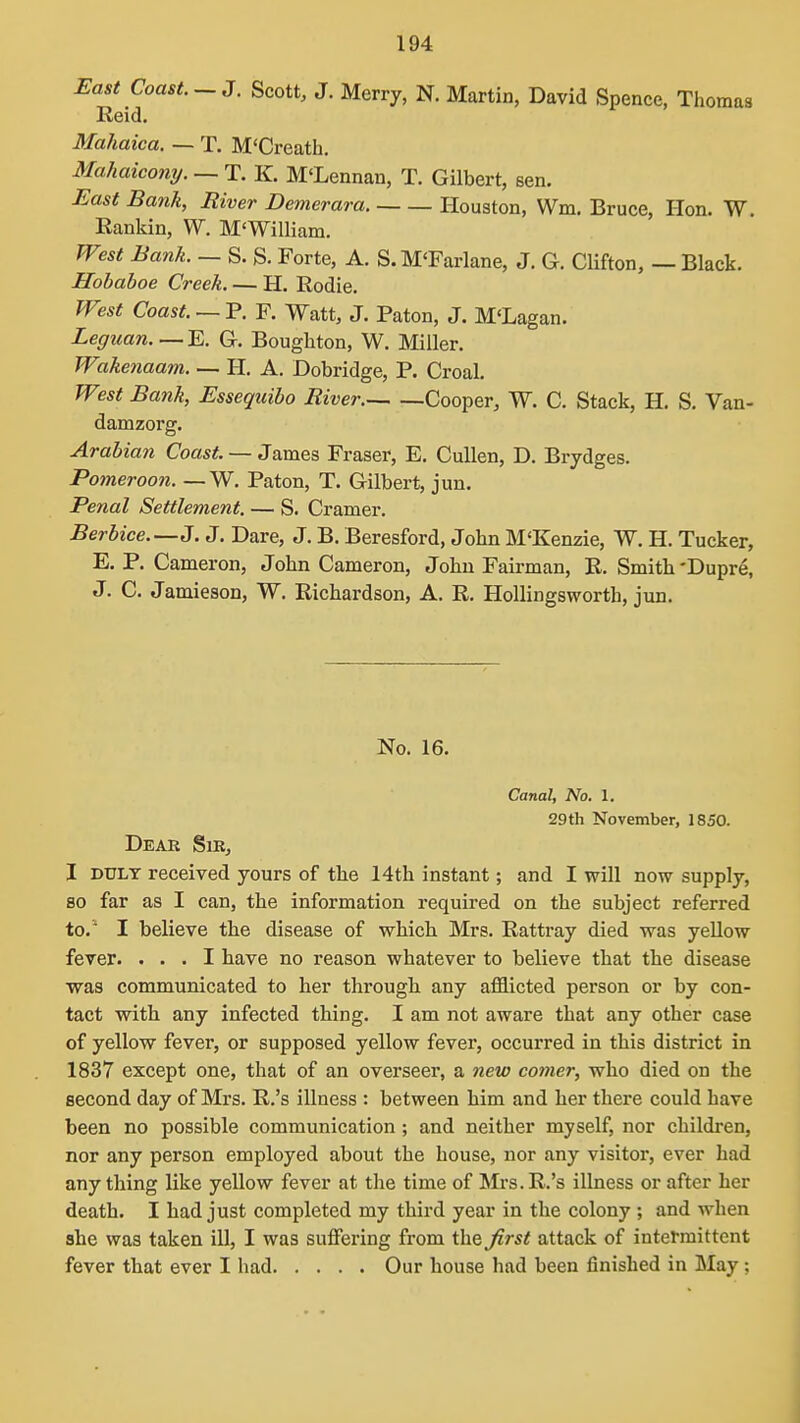 194
East Coast. — J. Scott, J. Merry, N. Martin, David Spence, Thomas
Reid.
Mahaica. — T. M‘Creath.
Mahaicony. — T. K. M‘Lennan, T. Gilbert, sen.
East Bank, River Demerara. — — Houston, Wm. Bruce, Hon. W.
Rankin, W. M‘William.
West Bank. — S. S. Forte, A. S. M‘Farlane, J. G. Clifton, — Black.
Hobaboe Creek. — H. Rodie.
West Coast. — P. F. Watt, J. Paton, J. M‘Lagan.
Leguan. — E. G. Boughton, W. Miller.
Wakenaam. — H. A. Dobridge, P. Croal.
West Bank, Essequibo River.— —Cooper, W. C. Stack, H. S. Van-
damzorg.
Arabian Coast. — James Fraser, E. Cullen, D. Brydges.
Pomeroon. — W. Paton, T. Gilbert, jun.
Penal Settlement. — S. Cramer.
Berbice.—J. J. Dare, J. B. Beresford, John M‘Kenzie, W. H. Tucker,
E. P. Cameron, John Cameron, John Fairman, R. Smith Dupré,
J. C. Jamieson, W. Richardson, A. R. Hollingsworth, jun.
No. 16.
Canal, No. 1.
29th November, 1850.
Dear Sir,
I duly received yours of the 14th instant; and I will now supply,
so far as I can, the information required on the subject referred
to. I believe the disease of which Mrs. Rattray died was yellow
fever. . . . I have no reason whatever to believe that the disease
was communicated to her through any afflicted person or by con-
tact with any infected thing. I am not aware that any other case
of yellow fever, or supposed yellow fever, occurred in this district in
1837 except one, that of an overseer, a new comer, who died on the
second day of Mrs. R.’s illness : between him and her there could have
been no possible communication ; and neither myself, nor children,
nor any person employed about the house, nor any visitor, ever had
any thing like yellow fever at the time of Mrs. R.’s illness or after her
death. I had just completed my third year in the colony ; and when
she was taken ill, I was suffering from the first attack of intermittent
fever that ever I had. . . . . Our house had been finished in May ;